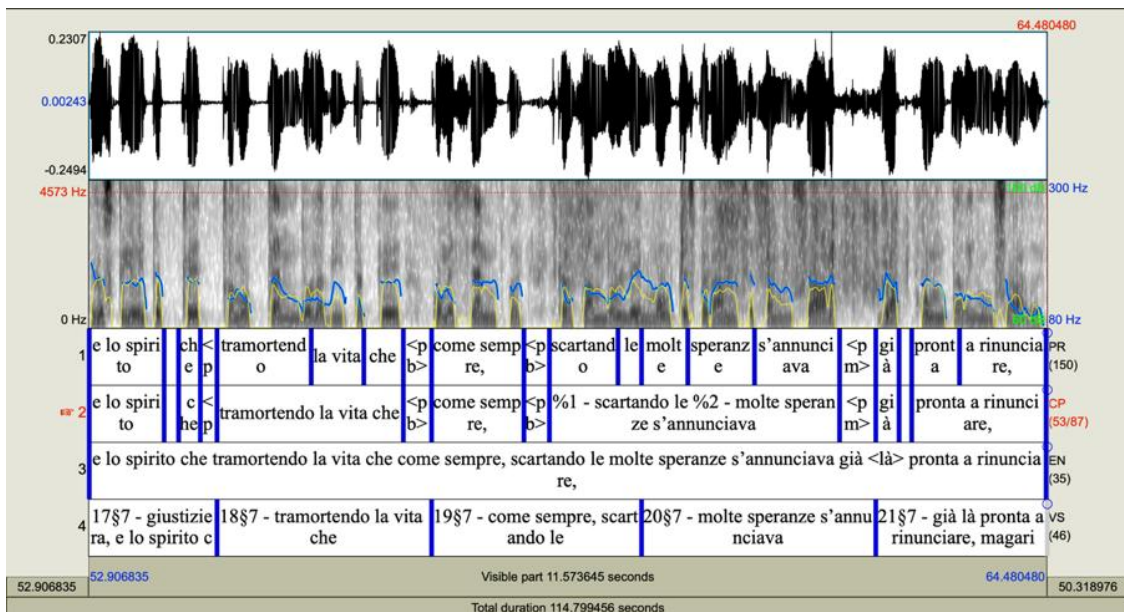 64.480480
0.2307
0.00243
-0.2494
4573 Hz
300 Hz
0 Hz
80 Hz
1
e lo spiri to
ch e
<p
tramortend o
la vita
che
<p b>
come semp re,
<p b>
scartand o
le
molt e
speranz e
s'annunci ava
<p m>
gi à
pront a
a rinuncia re,
PR
(150)
2
e lo spiri to
c he
<p
tramortendo la vita che
<p b>
come semp re,
<p b>
%1 - scartando le %2 - molte speran ze s'annunciava
<p m>
gi à
pronta a rinunci are,
CP
(53/87)
3
e lo spirito che tramortendo la vita che come sempre, scartando le molte speranze s'annunciava già <là> pronta a rinuncia
re,
EN
(35)
4
17§7 - giustizie ra, e lo spirito c
18§7 - tramortendo la vita che
19§7 - come sempre, scart ando le
20§7 - molte speranze s'annu nciava
21§7 - già là pronta a rinunciare, magari
VS
(46)
52.906835
52.906835
Visible part 11.573645 seconds
64.480480
50.318976
Total duration 114.799456 seconds